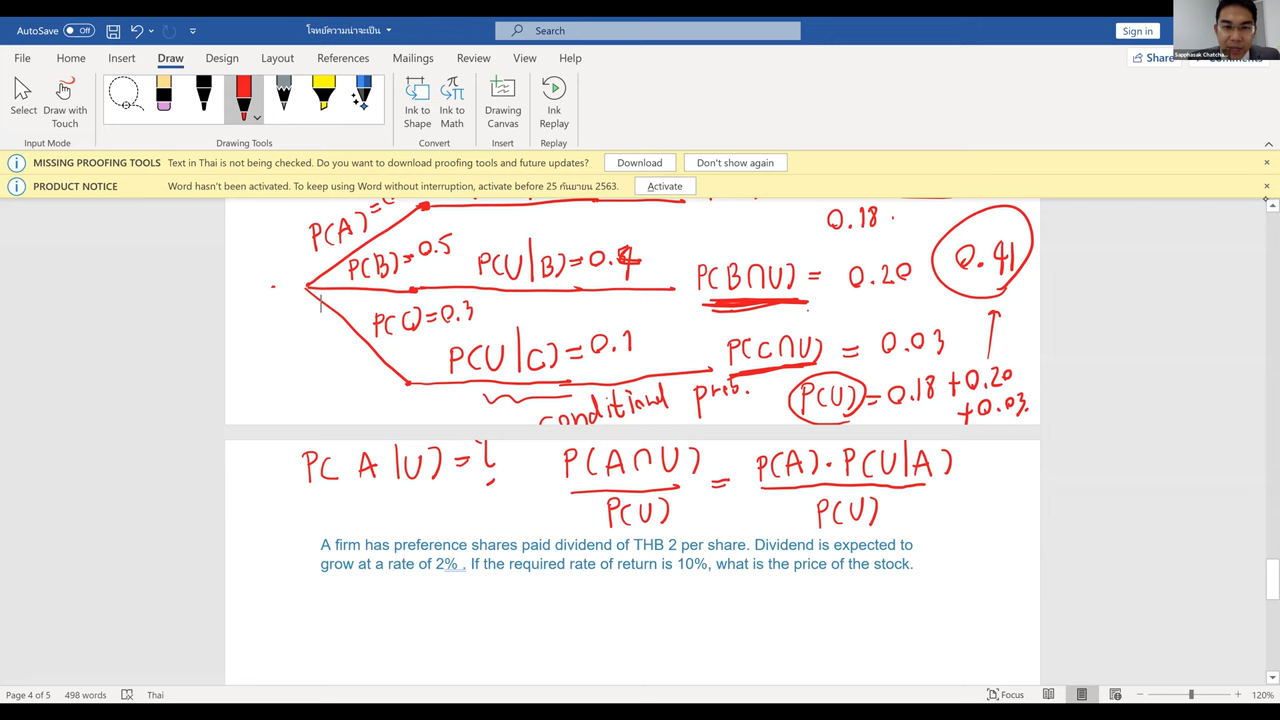 AutoSave Off
โจทย์ความน่าจะเป็น
Search
Sign in
Sapphasak Chatcha...
File Home Insert Draw Design Layout References Mailings Review View Help
Share Comments
Select
Draw with Touch
Ink to Shape
Ink to Math
Drawing Canvas
Ink Replay
Input Mode
Drawing Tools
Convert
Insert
Replay
MISSING PROOFING TOOLS Text in Thai is not being checked. Do you want to download proofing tools and future updates? Download Don't show again
PRODUCT NOTICE Word hasn't been activated. To keep using Word without interruption, activate before 25 กันยายน 2563. Activate
P(A)=
0.18
P(B)=0.5
P(U|B)=0.4
P(B∩U) = 0.20
0.41
P(C)=0.3
P(U|C)=0.1
P(C∩U) = 0.03
conditional prob.
P(U)=0.18+0.20
+0.03
P(A|U)=?
P(A∩U)
P(U)
=
P(A)·P(U|A)
P(U)
A firm has preference shares paid dividend of THB 2 per share. Dividend is expected to
grow at a rate of 2% . If the required rate of return is 10%, what is the price of the stock.
Page 4 of 5 498 words Thai
Focus
120%